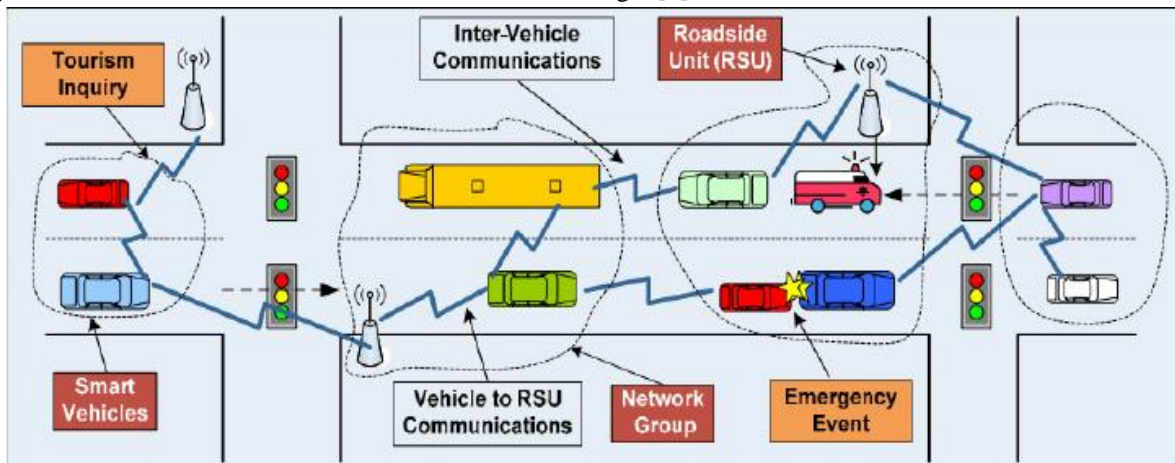 Tourism
Inquiry
Inter-Vehicle
Communications
Roadside
Unit (RSU)
Smart
Vehicles
Vehicle to RSU
Communications
Network
Group
Emergency
Event